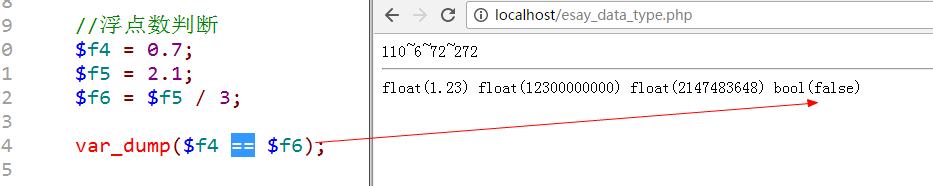 8
9 //浮点数判断
0 $f4 = 0.7;
1 $f5 = 2.1;
2 $f6 = $f5 / 3;
3
4 var_dump($f4 == $f6);
5
localhost/esay_data_type.php
110~6~72~272
float(1.23) float(12300000000) float(2147483648) bool(false)